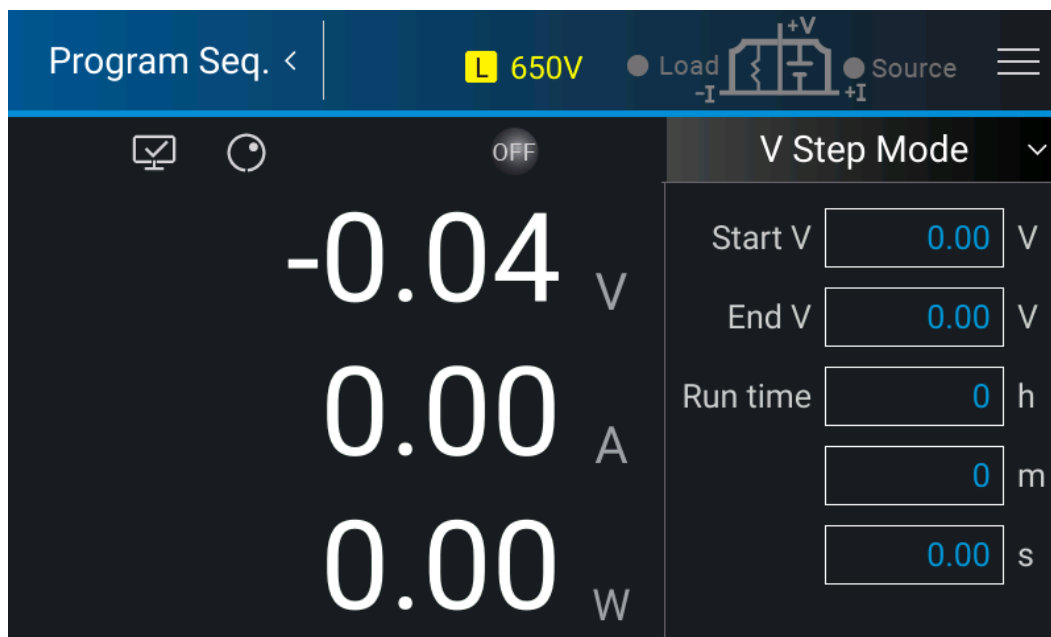 Program Seq. <
L 650V
Load
+V
-I
+I
Source
OFF
V Step Mode
-0.04 V
0.00 A
0.00 W
Start V 0.00 V
End V 0.00 V
Run time 0 h
0 m
0.00 s